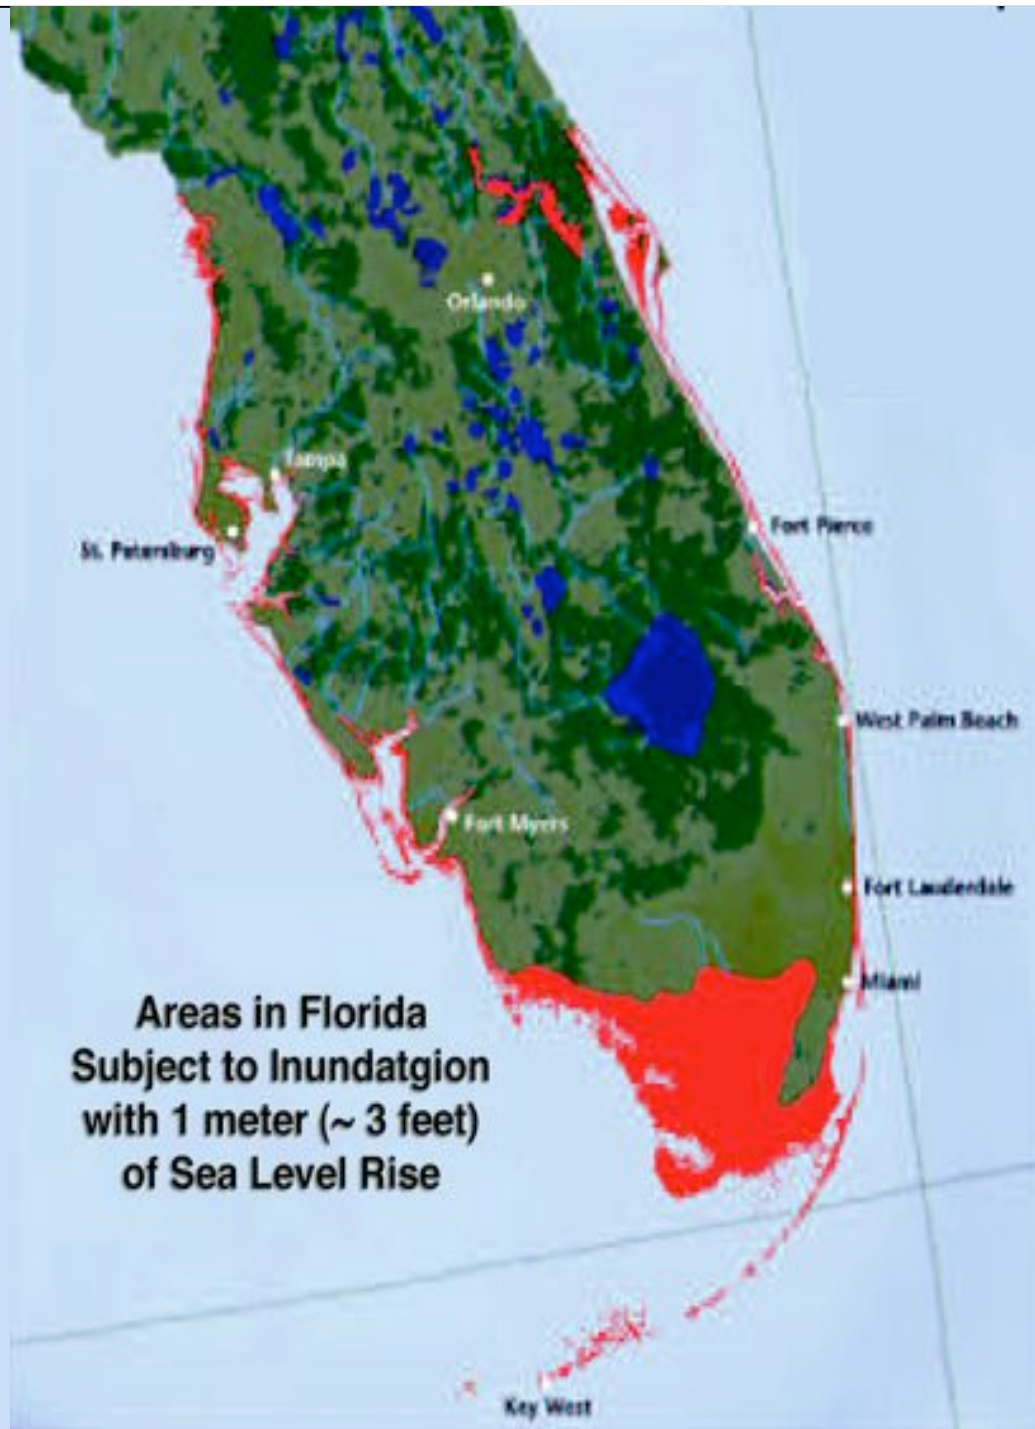 Orlando
Tampa
St. Petersburg
Fort Pierce
West Palm Beach
Fort Myers
Fort Lauderdale
Miami
Areas in Florida
Subject to Inundatgion
with 1 meter (~ 3 feet)
of Sea Level Rise
Key West